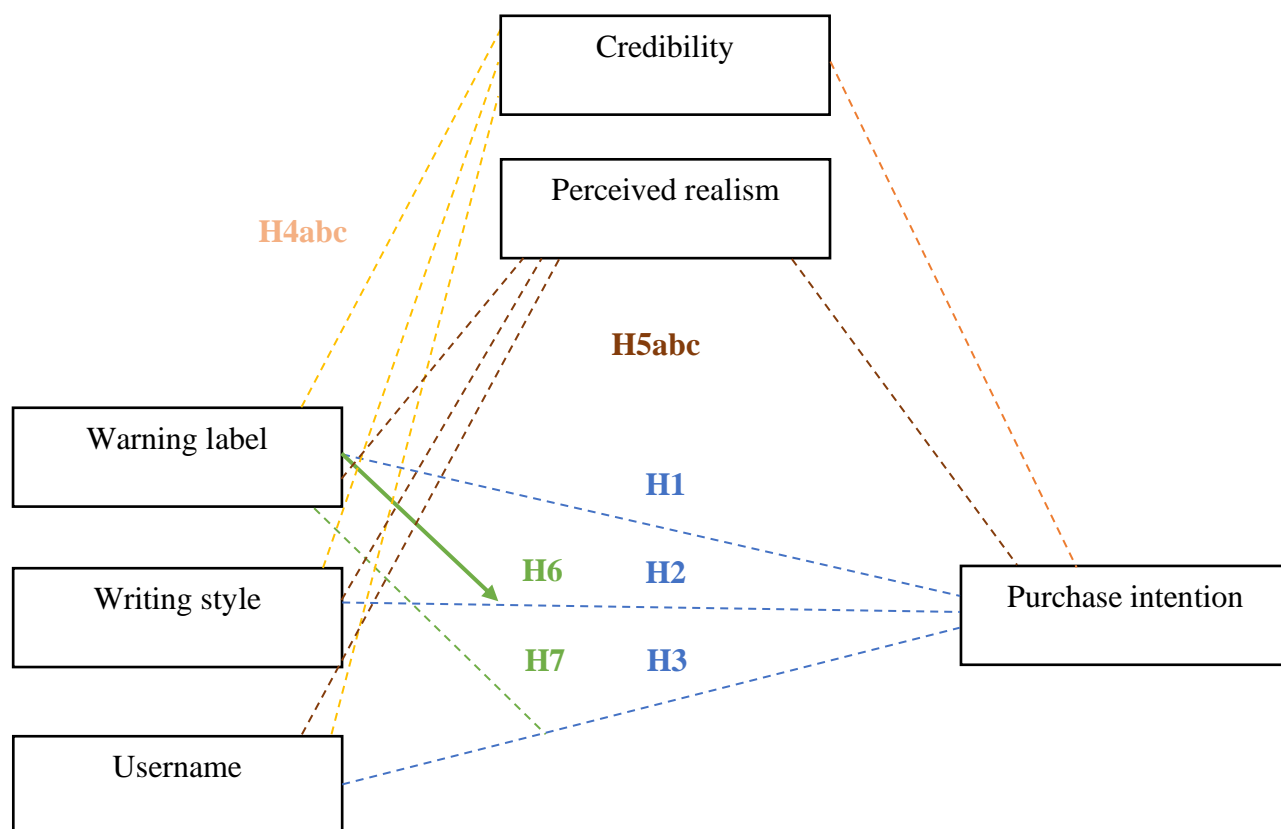 Credibility
Perceived realism
H4abc
H5abc
Warning label
H1
H6
H2
Writing style
Purchase intention
H7
H3
Username